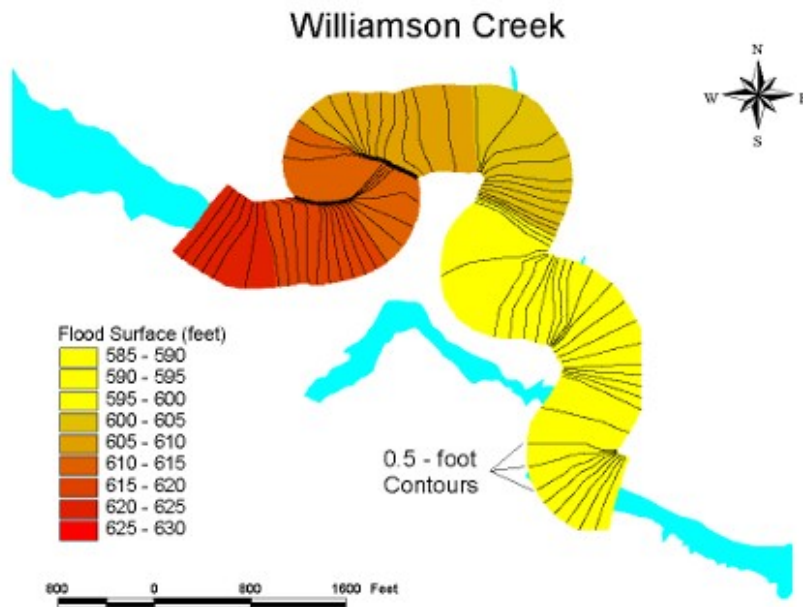 Williamson Creek
N
W
E
S
Flood Surface (feet)
585 - 590
590 - 595
595 - 600
600 - 605
605 - 610
610 - 615
615 - 620
620 - 625
625 - 630
0.5 - foot
Contours
800 0 800 1600 Feet